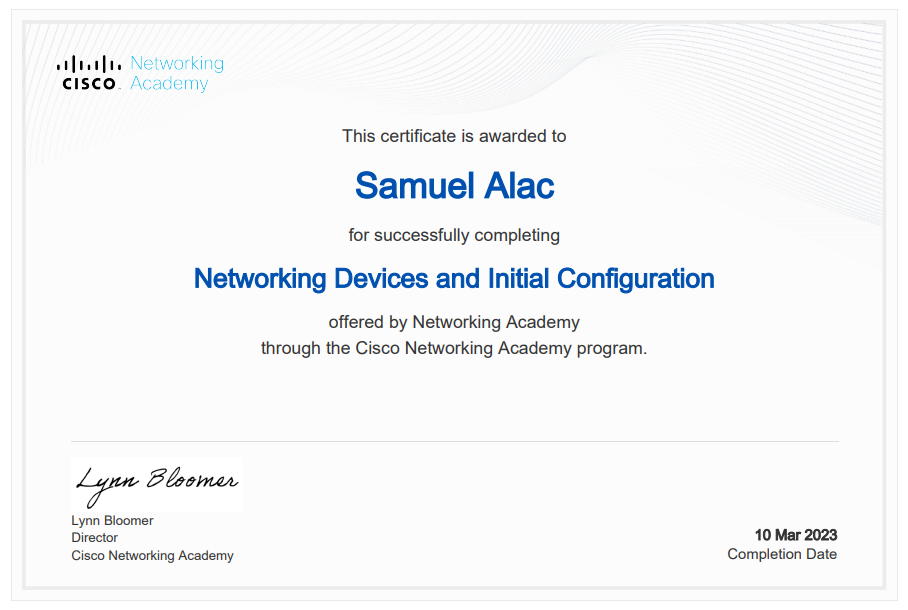 CISCO Networking
Academy
This certificate is awarded to
Samuel Alac
for successfully completing
Networking Devices and Initial Configuration
offered by Networking Academy
through the Cisco Networking Academy program.
Lynn Bloomer
Lynn Bloomer
Director
Cisco Networking Academy
10 Mar 2023
Completion Date